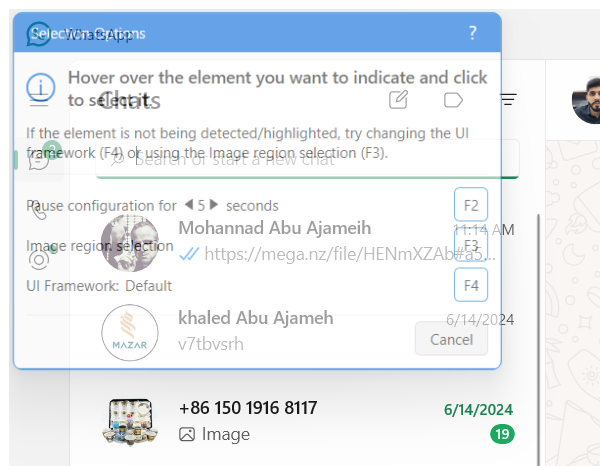 WhatsApp
Selection Options
?
Hover over the element you want to indicate and click
to select it.
Chats
If the element is not being detected/highlighted, try changing the UI
framework (F4) or using the Image region selection (F3).
Search or start a new chat
Pause configuration for 5 seconds
F2
Mohannad Abu Ajameih
11:14 AM
Image region selection
F3
https://mega.nz/file/HENmXZAb#a5...
UI Framework: Default
F4
khaled Abu Ajameh
6/14/2024
v7tbvsrh
Cancel
MAZAR
+86 150 1916 8117
6/14/2024
Image
19